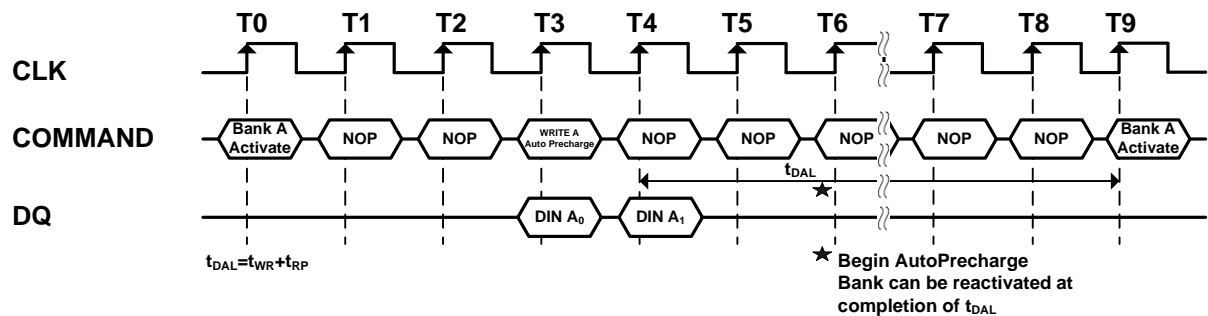 T0 T1 T2 T3 T4 T5 T6 T7 T8 T9
CLK
COMMAND
Bank A Activate NOP NOP WRITE A Auto Precharge NOP NOP NOP NOP NOP Bank A Activate
tDAL
DQ
DIN A0 DIN A1
tDAL=tWR+tRP
★ Begin AutoPrecharge
Bank can be reactivated at
completion of tDAL